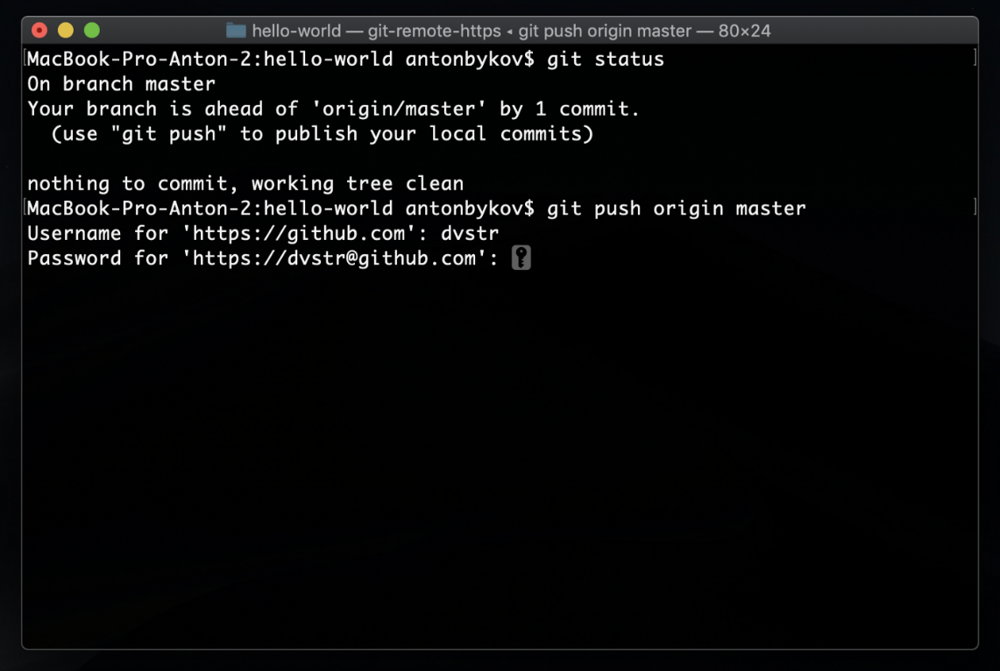 hello-world — git-remote-https ◂ git push origin master — 80×24
MacBook-Pro-Anton-2:hello-world antonbykov$ git status
On branch master
Your branch is ahead of 'origin/master' by 1 commit.
  (use "git push" to publish your local commits)

nothing to commit, working tree clean
MacBook-Pro-Anton-2:hello-world antonbykov$ git push origin master
Username for 'https://github.com': dvstr
Password for 'https://dvstr@github.com':